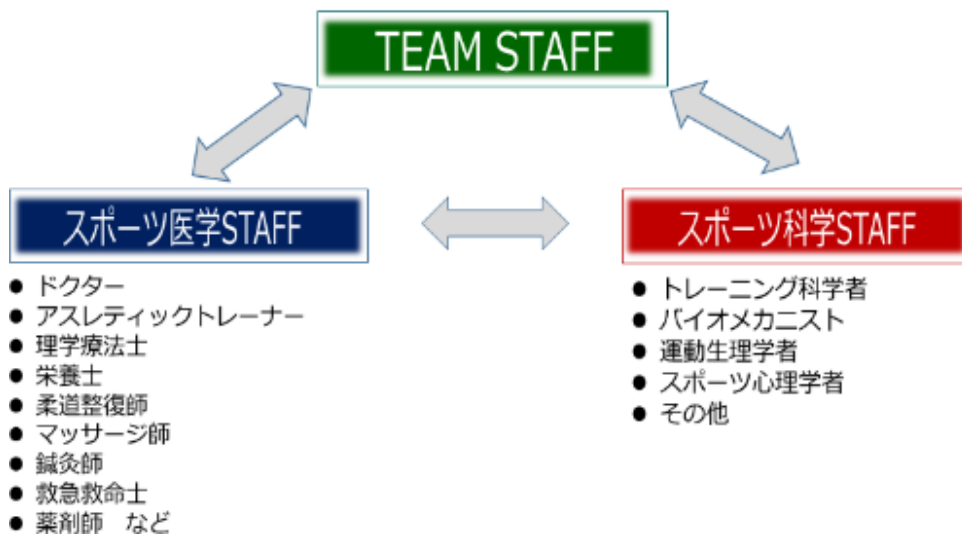 TEAM STAFF
スポーツ医学STAFF
● ドクター
● アスレティックトレーナー
● 理学療法士
● 栄養士
● 柔道整復師
● マッサージ師
● 鍼灸師
● 救急救命士
● 薬剤師　など
スポーツ科学STAFF
● トレーニング科学者
● バイオメカニスト
● 運動生理学者
● スポーツ心理学者
● その他